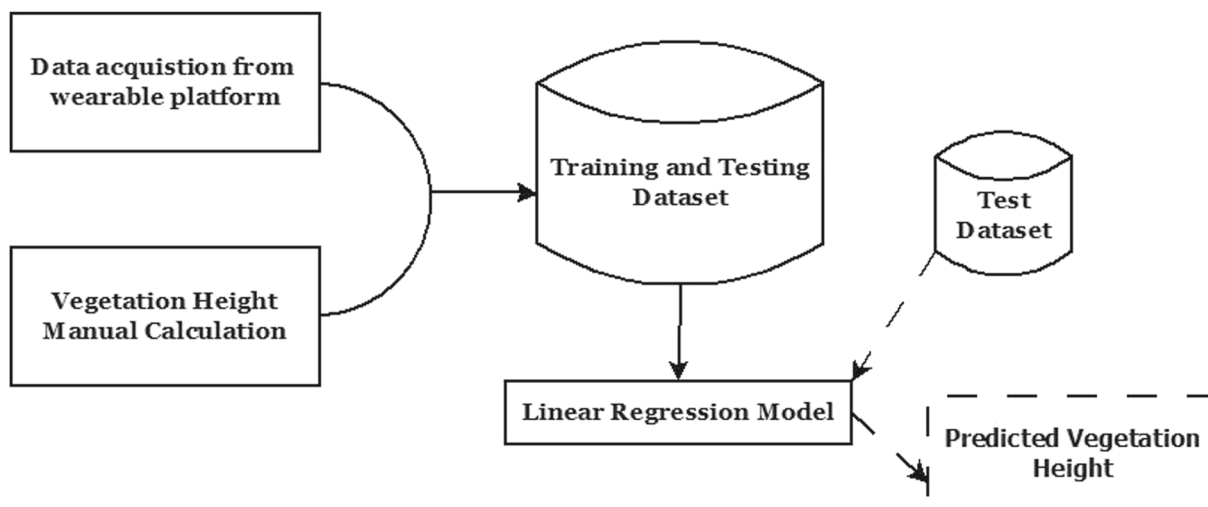 Data acquistion from
wearable platform
Training and Testing
Dataset
Test
Dataset
Vegetation Height
Manual Calculation
Linear Regression Model
Predicted Vegetation
Height